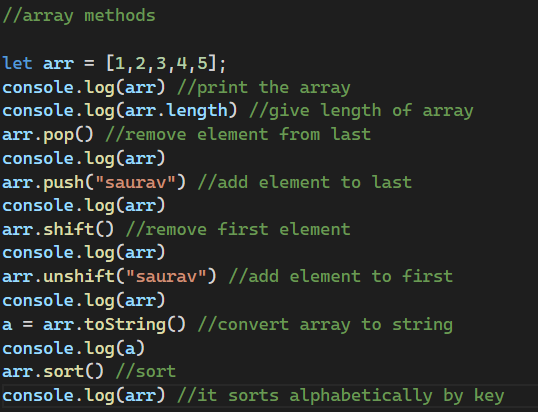 //array methods
let arr = [1,2,3,4,5];
console.log(arr) //print the array
console.log(arr.length) //give length of array
arr.pop() //remove element from last
console.log(arr)
arr.push("saurav") //add element to last
console.log(arr)
arr.shift() //remove first element
console.log(arr)
arr.unshift("saurav") //add element to first
console.log(arr)
a = arr.toString() //convert array to string
console.log(a)
arr.sort() //sort
console.log(arr) //it sorts alphabetically by key